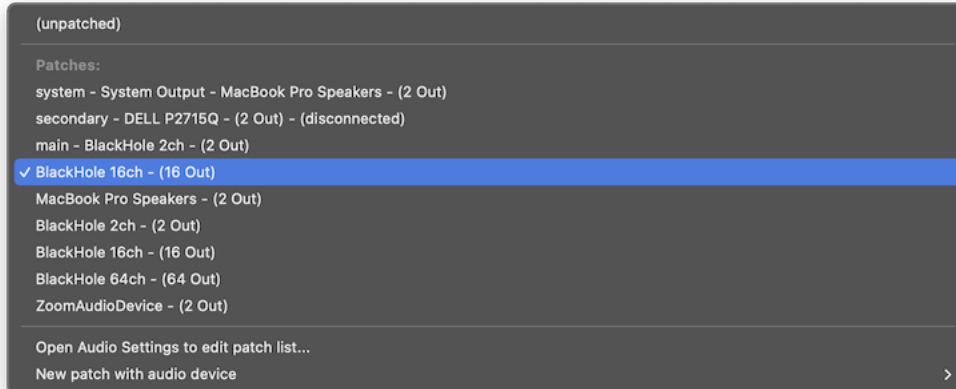 (unpatched)
Patches:
system - System Output - MacBook Pro Speakers - (2 Out)
secondary - DELL P2715Q - (2 Out) - (disconnected)
main - BlackHole 2ch - (2 Out)
✓ BlackHole 16ch - (16 Out)
MacBook Pro Speakers - (2 Out)
BlackHole 2ch - (2 Out)
BlackHole 16ch - (16 Out)
BlackHole 64ch - (64 Out)
ZoomAudioDevice - (2 Out)
Open Audio Settings to edit patch list...
New patch with audio device